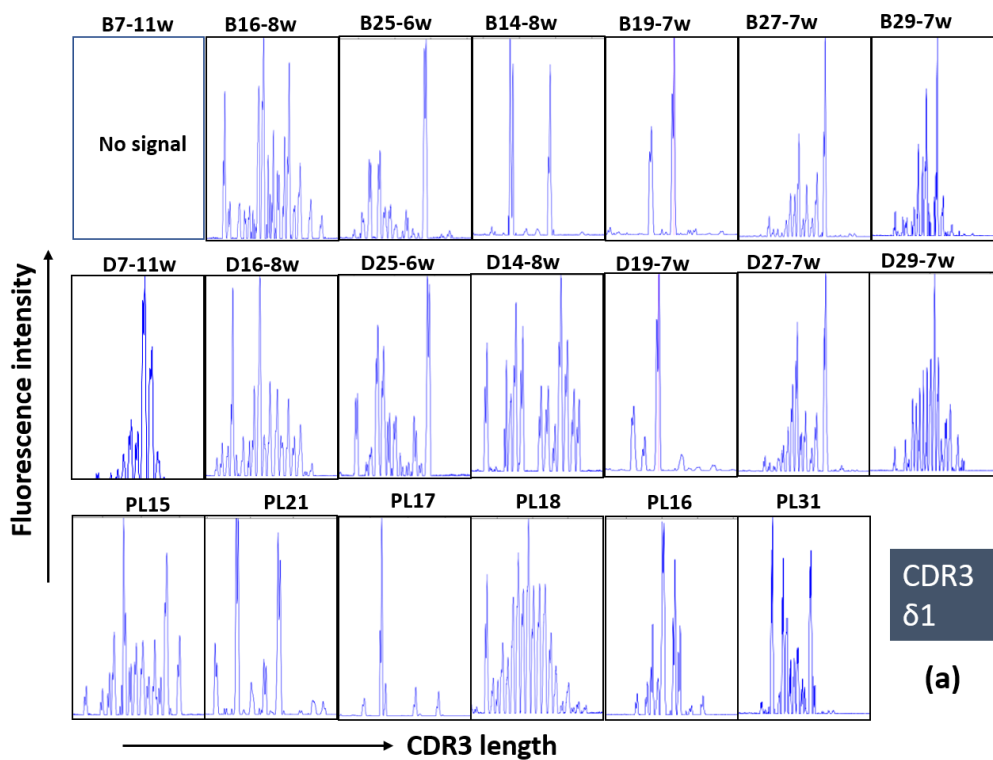 B7-11w B16-8w B25-6w B14-8w B19-7w B27-7w B29-7w
No signal
D7-11w D16-8w D25-6w D14-8w D19-7w D27-7w D29-7w
PL15 PL21 PL17 PL18 PL16 PL31
Fluorescence intensity
CDR3
δ1
(a)
CDR3 length